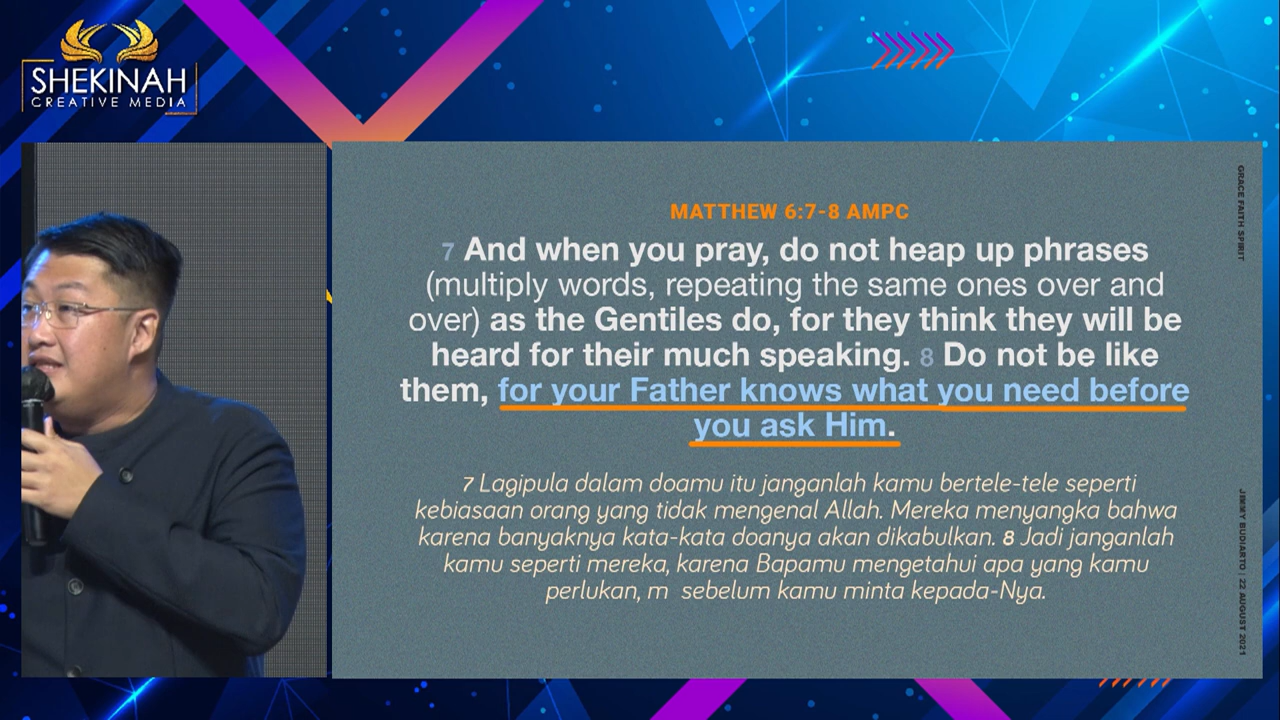 SHEKINAH
CREATIVE MEDIA
MATTHEW 6:7-8 AMPC
7 And when you pray, do not heap up phrases
(multiply words, repeating the same ones over and
over) as the Gentiles do, for they think they will be
heard for their much speaking. 8 Do not be like
them, for your Father knows what you need before
you ask Him.
7 Lagipula dalam doamu itu janganlah kamu bertele-tele seperti
kebiasaan orang yang tidak mengenal Allah. Mereka menyangka bahwa
karena banyaknya kata-kata doanya akan dikabulkan. 8 Jadi janganlah
kamu seperti mereka, karena Bapamu mengetahui apa yang kamu
perlukan, m sebelum kamu minta kepada-Nya.
GRACE FAITH SPIRIT
JIMMY BUDIARTO | 22 AUGUST 2021